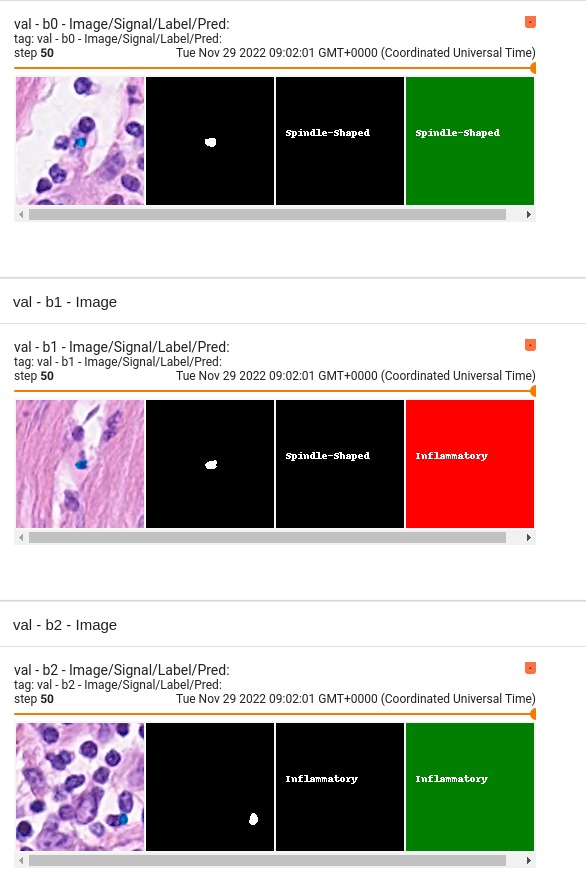 val - b0 - Image/Signal/Label/Pred:
tag: val - b0 - Image/Signal/Label/Pred:
step 50 Tue Nov 29 2022 09:02:01 GMT+0000 (Coordinated Universal Time)
Spindle-Shaped Spindle-Shaped
val - b1 - Image
val - b1 - Image/Signal/Label/Pred:
tag: val - b1 - Image/Signal/Label/Pred:
step 50 Tue Nov 29 2022 09:02:01 GMT+0000 (Coordinated Universal Time)
Spindle-Shaped Inflammatory
val - b2 - Image
val - b2 - Image/Signal/Label/Pred:
tag: val - b2 - Image/Signal/Label/Pred:
step 50 Tue Nov 29 2022 09:02:01 GMT+0000 (Coordinated Universal Time)
Inflammatory Inflammatory